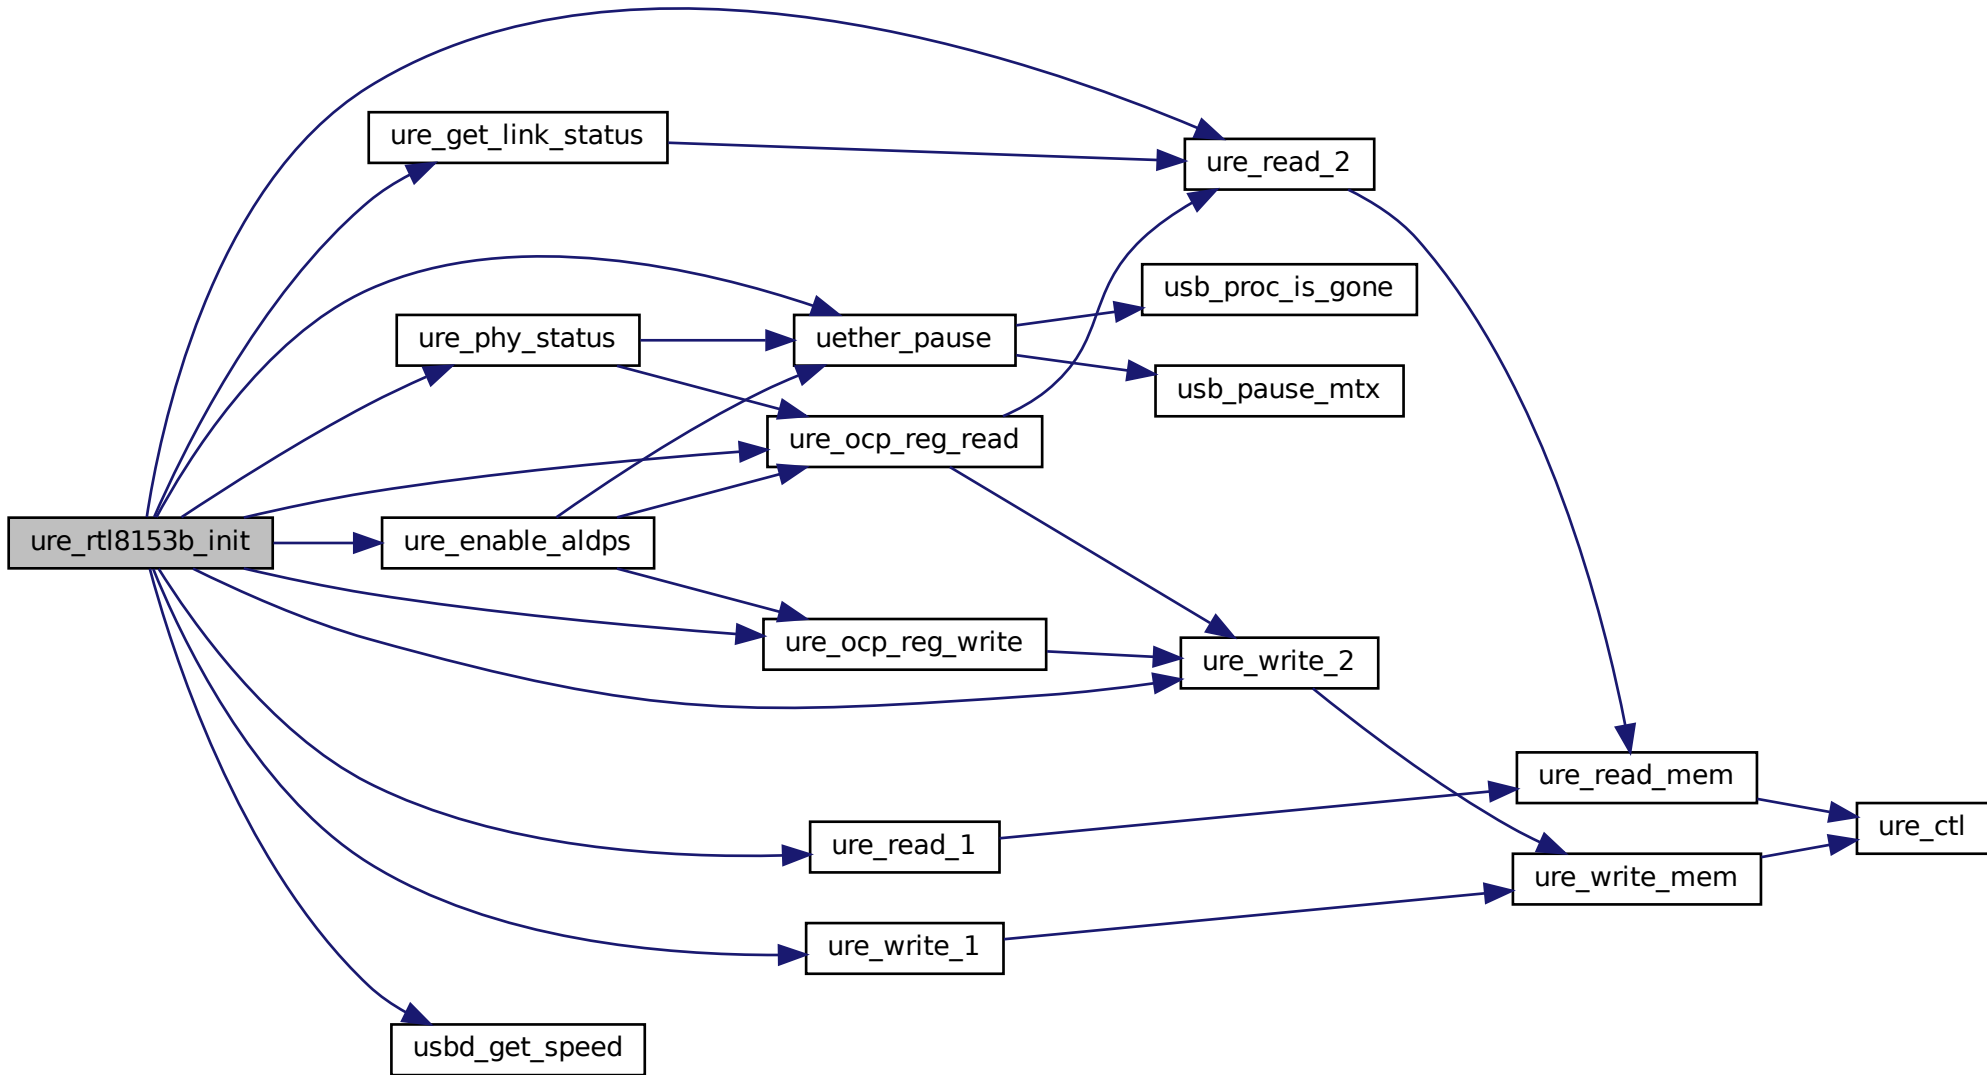 ure_get_link_status
ure_read_2
usb_proc_is_gone
ure_phy_status
uether_pause
usb_pause_mtx
ure_ocp_reg_read
ure_rtl8153b_init
ure_enable_aldps
ure_ocp_reg_write
ure_write_2
ure_read_mem
ure_ctl
ure_read_1
ure_write_mem
ure_write_1
usbd_get_speed